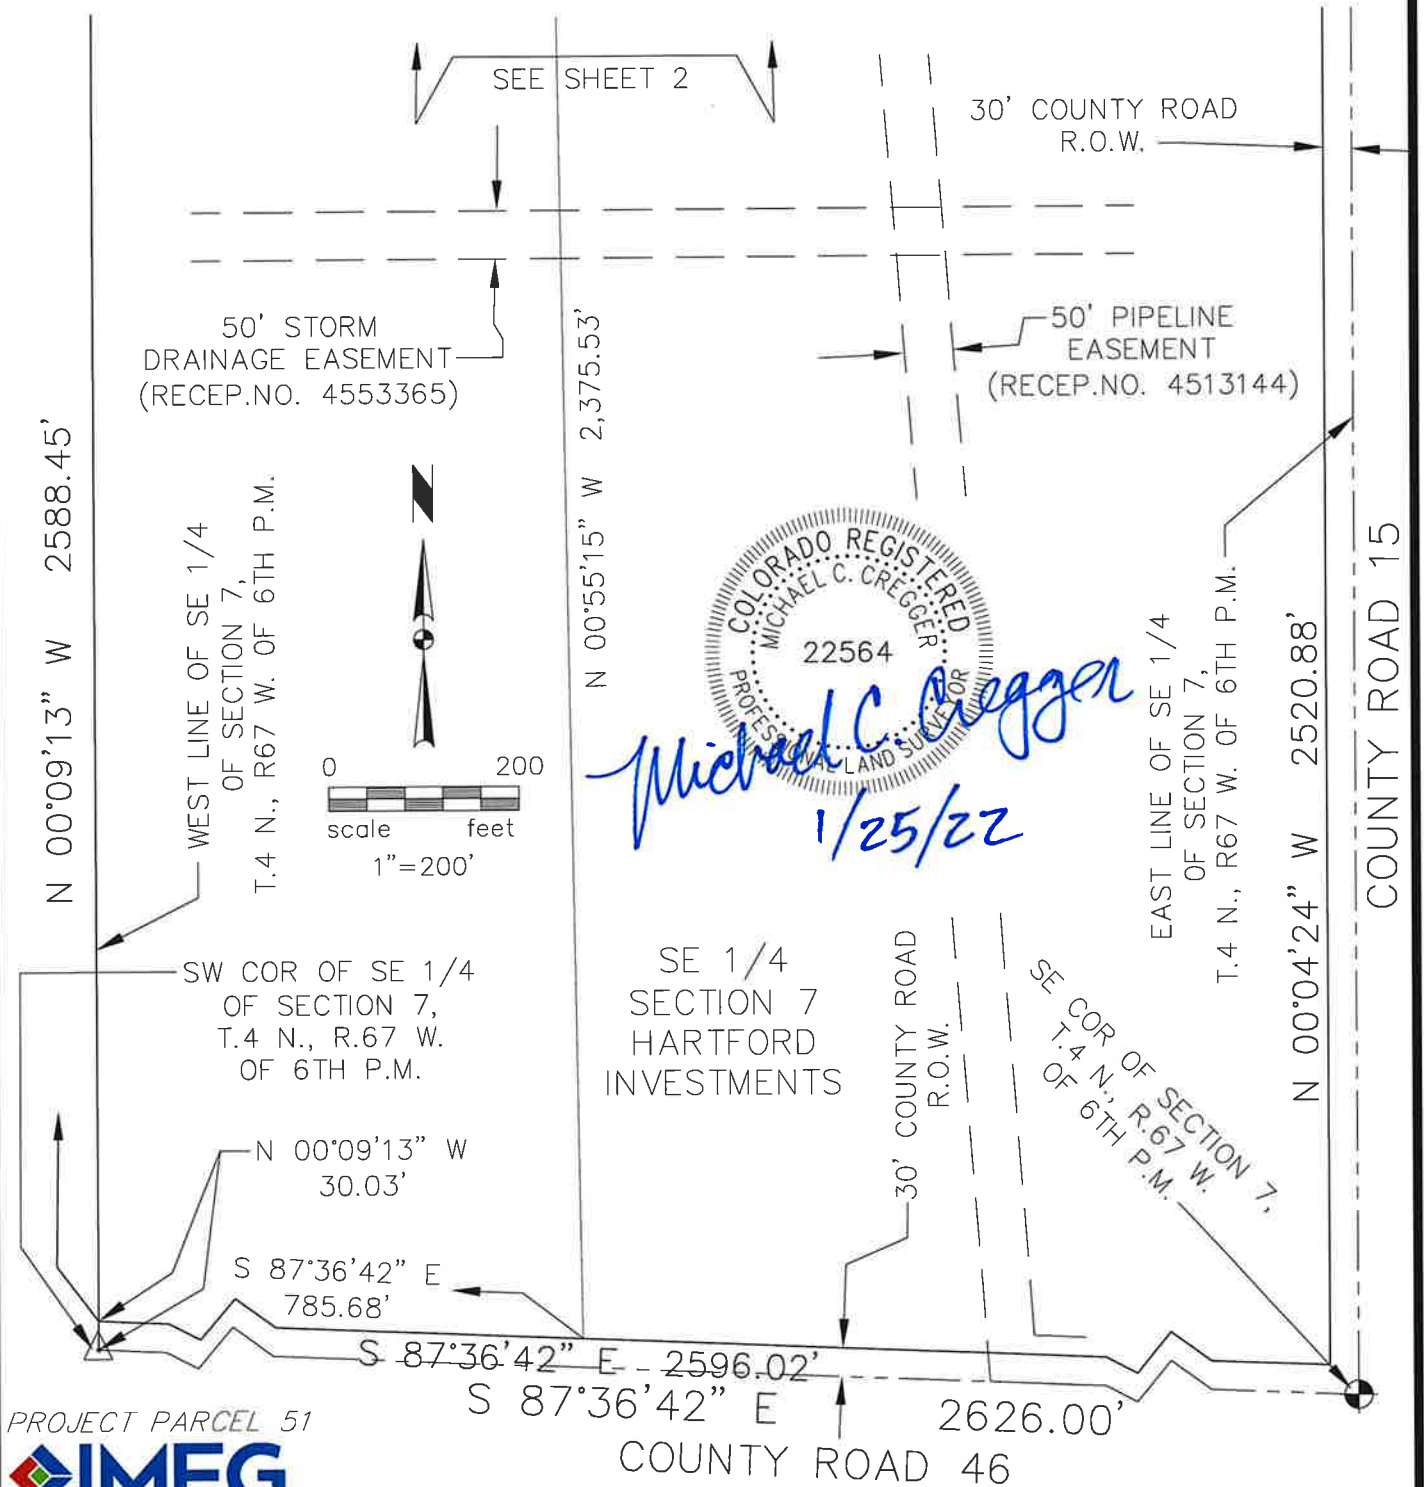 SEE SHEET 2
30' COUNTY ROAD
R.O.W.
50' STORM
DRAINAGE EASEMENT
(RECEP.NO. 4553365)
50' PIPELINE
EASEMENT
(RECEP.NO. 4513144)
N 00°09'13" W 2588.45'
WEST LINE OF SE 1/4
OF SECTION 7,
T.4 N., R67 W. OF 6TH P.M.
N
0 200
scale feet
1"=200'
N 00°55'15" W 2,375.53'
COLORADO REGISTERED
MICHAEL C. CREGGER
22564
PROFESSIONAL LAND SURVEYOR
Michael C. Cregger
1/25/22
EAST LINE OF SE 1/4
OF SECTION 7,
T.4 N., R67 W. OF 6TH P.M.
N 00°04'24" W 2520.88'
COUNTY ROAD 15
SW COR OF SE 1/4
OF SECTION 7,
T.4 N., R.67 W.
OF 6TH P.M.
SE 1/4
SECTION 7
HARTFORD
INVESTMENTS
30' COUNTY ROAD
R.O.W.
SE COR OF SECTION 7,
T.4 N., R.67 W.
OF 6TH P.M.
N 00°09'13" W
30.03'
S 87°36'42" E
785.68'
S 87°36'42" E 2596.02'
S 87°36'42" E 2626.00'
COUNTY ROAD 46
PROJECT PARCEL 51
IMEG